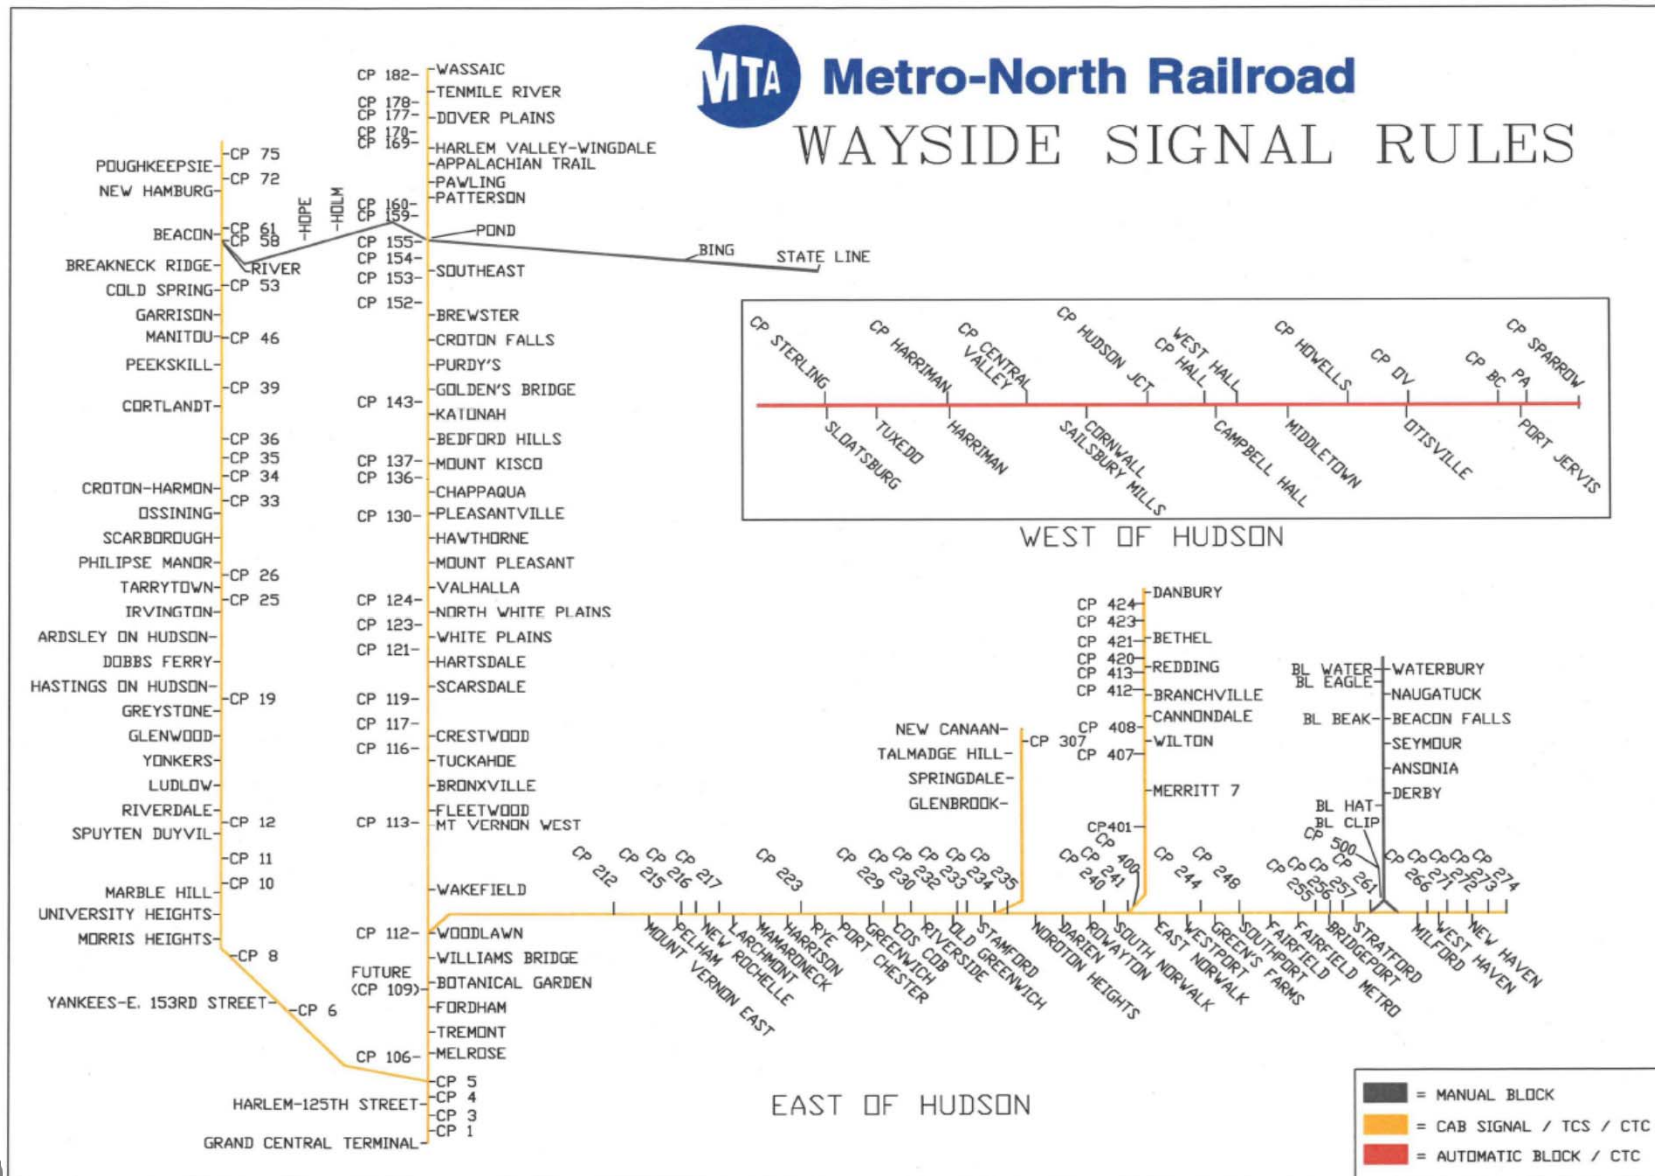 MTA Metro-North Railroad
WAYSIDE SIGNAL RULES
CP 75
POUGHKEEPSIE
CP 72
NEW HAMBURG
CP 61
BEACON
CP 58
BREAKNECK RIDGE
RIVER
CP 53
COLD SPRING
GARRISON
MANITOU
CP 46
PEEKSKILL
CP 39
CORTLANDT
CP 36
CP 35
CP 34
CROTON-HARMON
CP 33
OSSINING
SCARBOROUGH
PHILIPSE MANOR
CP 26
TARRYTOWN
CP 25
IRVINGTON
ARDSLEY ON HUDSON
DOBBS FERRY
HASTINGS ON HUDSON
CP 19
GREYSTONE
GLENWOOD
YONKERS
LUDLOW
RIVERDALE
CP 12
SPUYTEN DUYVIL
CP 11
CP 10
MARBLE HILL
UNIVERSITY HEIGHTS
MORRIS HEIGHTS
CP 8
YANKEES-E. 153RD STREET
CP 6
HOPE
HOLM
CP 182
WASSAIC
TENMILE RIVER
CP 178
CP 177
DOVER PLAINS
CP 170
CP 169
HARLEM VALLEY-WINGDALE
APPALACHIAN TRAIL
PAWLING
PATTERSON
CP 160
CP 159
POND
CP 155
BING
STATE LINE
CP 154
SOUTHEAST
CP 153
CP 152
BREWSTER
CROTON FALLS
PURDY'S
GOLDEN'S BRIDGE
CP 143
KATONAH
BEDFORD HILLS
CP 137
MOUNT KISCO
CP 136
CHAPPAQUA
CP 130
PLEASANTVILLE
HAWTHORNE
MOUNT PLEASANT
VALHALLA
CP 124
NORTH WHITE PLAINS
CP 123
WHITE PLAINS
CP 121
HARTSDALE
SCARSDALE
CP 119
CP 117
CRESTWOOD
CP 116
TUCKAHOE
BRONXVILLE
FLEETWOOD
CP 113
MT VERNON WEST
WAKEFIELD
CP 112
WOODLAWN
WILLIAMS BRIDGE
FUTURE
(CP 109)
BOTANICAL GARDEN
FORDHAM
TREMONT
CP 106
MELROSE
CP 5
CP 4
HARLEM-125TH STREET
CP 3
CP 1
GRAND CENTRAL TERMINAL
CP STERLING
CP HARRIMAN
CP CENTRAL
VALLEY
CP HUDSON JCT
CP HALL
WEST HALL
CP HOWELLS
CP OV
CP BC
PA
CP SPARROW
SLOATSBURG
TUXEDO
HARRIMAN
CORNWALL
SAILSBURY MILLS
CAMPBELL HALL
MIDDLETOWN
OTISVILLE
PORT JERVIS
WEST OF HUDSON
CP 212
CP 215
CP 216
CP 217
CP 223
CP 229
CP 230
CP 232
CP 233
CP 234
CP 235
CP 240
CP 241
CP 400
CP 244
CP 248
CP 255
CP 256
CP 257
CP 261
CP 500
CP 266
CP 271
CP 272
CP 273
CP 274
MOUNT VERNON EAST
PELHAM
NEW ROCHELLE
LARCHMONT
MAMARONECK
HARRISON
RYE
PORT CHESTER
GREENWICH
COS COB
RIVERSIDE
OLD GREENWICH
STAMFORD
NOROTON HEIGHTS
DARIEN
ROWAYTON
SOUTH NORWALK
EAST NORWALK
WESTPORT
GREEN'S FARMS
SOUTHPORT
FAIRFIELD
FAIRFIELD METRO
BRIDGEPORT
STRATFORD
MILFORD
WEST HAVEN
NEW HAVEN
NEW CANAAN
CP 307
TALMADGE HILL
SPRINGDALE
GLENBROOK
DANBURY
CP 424
CP 423
CP 421
BETHEL
CP 420
REDDING
CP 413
CP 412
BRANCHVILLE
CANNONDALE
CP 408
WILTON
CP 407
MERRITT 7
CP401
BL WATER
WATERBURY
BL EAGLE
NAUGATUCK
BL BEAK
BEACON FALLS
SEYMOUR
ANSONIA
DERBY
BL HAT
BL CLIP
EAST OF HUDSON
= MANUAL BLOCK
= CAB SIGNAL / TCS / CTC
= AUTOMATIC BLOCK / CTC